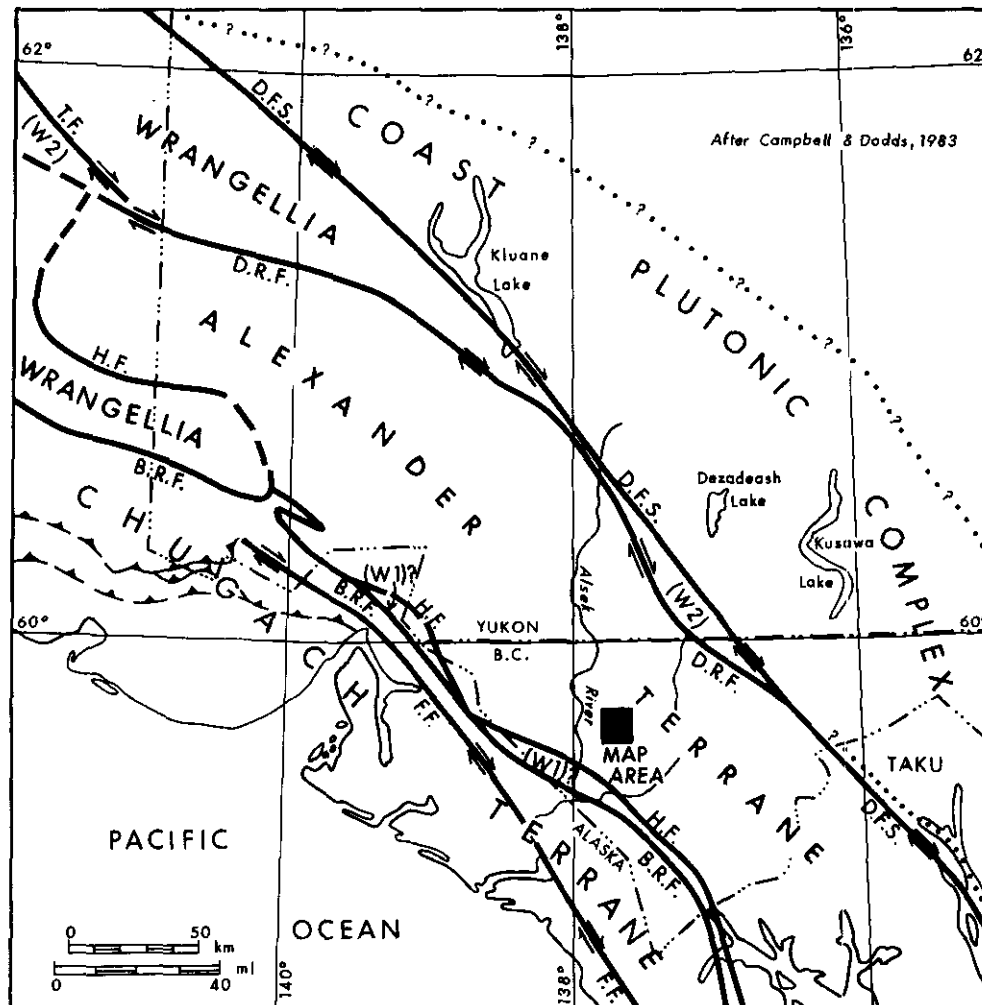 62°
138°
136°
62
D.F.S.
COAST
After Campbell & Dodds, 1983
T.F.
(W2)
WRANGELLIA
Kluane
Lake
D.R.F.
PLUTONIC
ALEXANDER
H.F.
WRANGELLIA
B.R.F.
CHUGACH
D.F.S.
Dezadeash
Lake
COMPLEX
Kusawa
Lake
(W1)?
B.R.F.
H.F.
Alsek
River
(W2)
60°
YUKON
B.C.
60°
D.R.F.
F.F.
MAP
AREA
TERRANE
TAKU
(W1)?
D.F.S.
H.F.
B.R.F.
ALASKA
TERRANE
PACIFIC
OCEAN
0 50
km
0 40
mi
140°
138°
F.F.
? ? ? ? ? ? ? ?